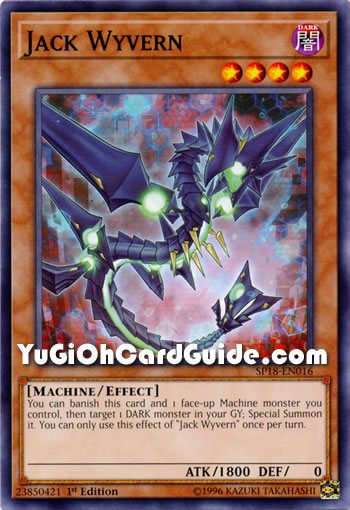 Jack Wyvern
DARK
闇
YuGiOhCardGuide.com
SP18-EN016
[Machine/Effect]
You can banish this card and 1 face-up Machine monster you
control, then target 1 DARK monster in your GY; Special Summon
it. You can only use this effect of "Jack Wyvern" once per turn.
ATK/1800 DEF/ 0
23850421 1st Edition ©1996 KAZUKI TAKAHASHI